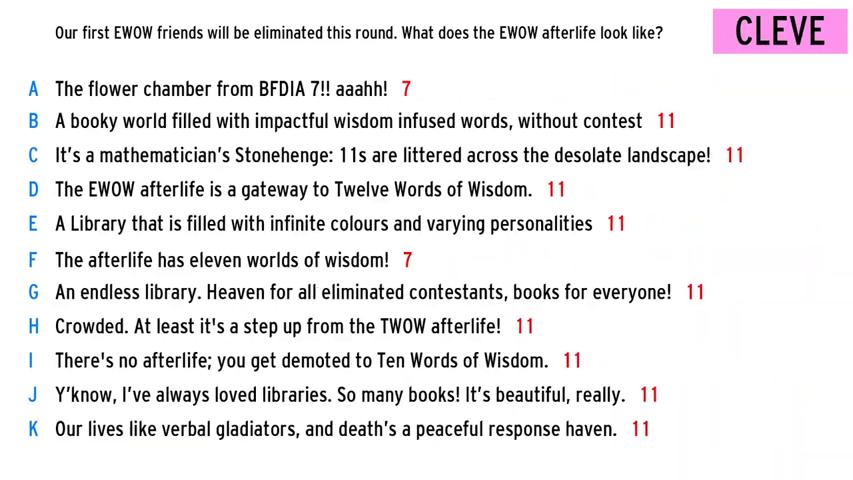 Our first EWOW friends will be eliminated this round. What does the EWOW afterlife look like?
CLEVE
A The flower chamber from BFDIA 7!! aaahh! 7
B A booky world filled with impactful wisdom infused words, without contest 11
C It's a mathematician's Stonehenge: 11s are littered across the desolate landscape! 11
D The EWOW afterlife is a gateway to Twelve Words of Wisdom. 11
E A Library that is filled with infinite colours and varying personalities 11
F The afterlife has eleven worlds of wisdom! 7
G An endless library. Heaven for all eliminated contestants, books for everyone! 11
H Crowded. At least it's a step up from the TWOW afterlife! 11
I There's no afterlife; you get demoted to Ten Words of Wisdom. 11
J Y'know, I've always loved libraries. So many books! It's beautiful, really. 11
K Our lives like verbal gladiators, and death's a peaceful response haven. 11